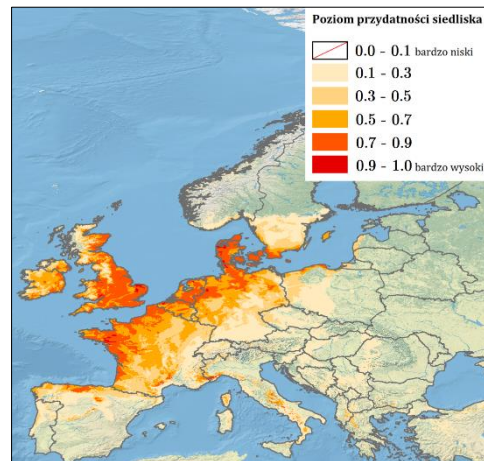 Poziom przydatności siedliska
0.0 - 0.1 bardzo niski
0.1 - 0.3
0.3 - 0.5
0.5 - 0.7
0.7 - 0.9
0.9 - 1.0 bardzo wysoki